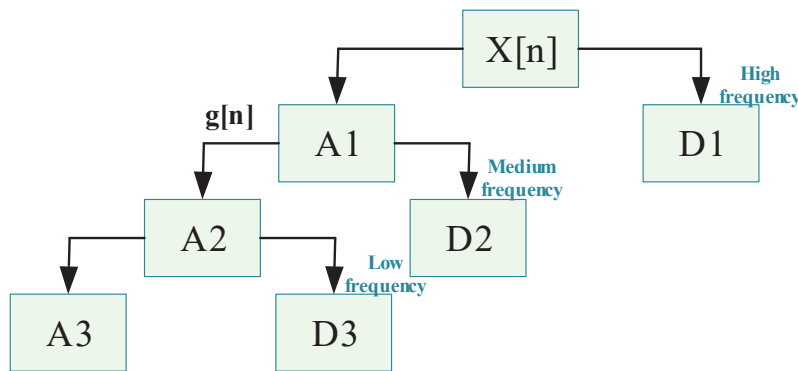 X[n]
High
frequency
g[n]
A1
D1
Medium
frequency
A2
D2
Low
frequency
A3
D3